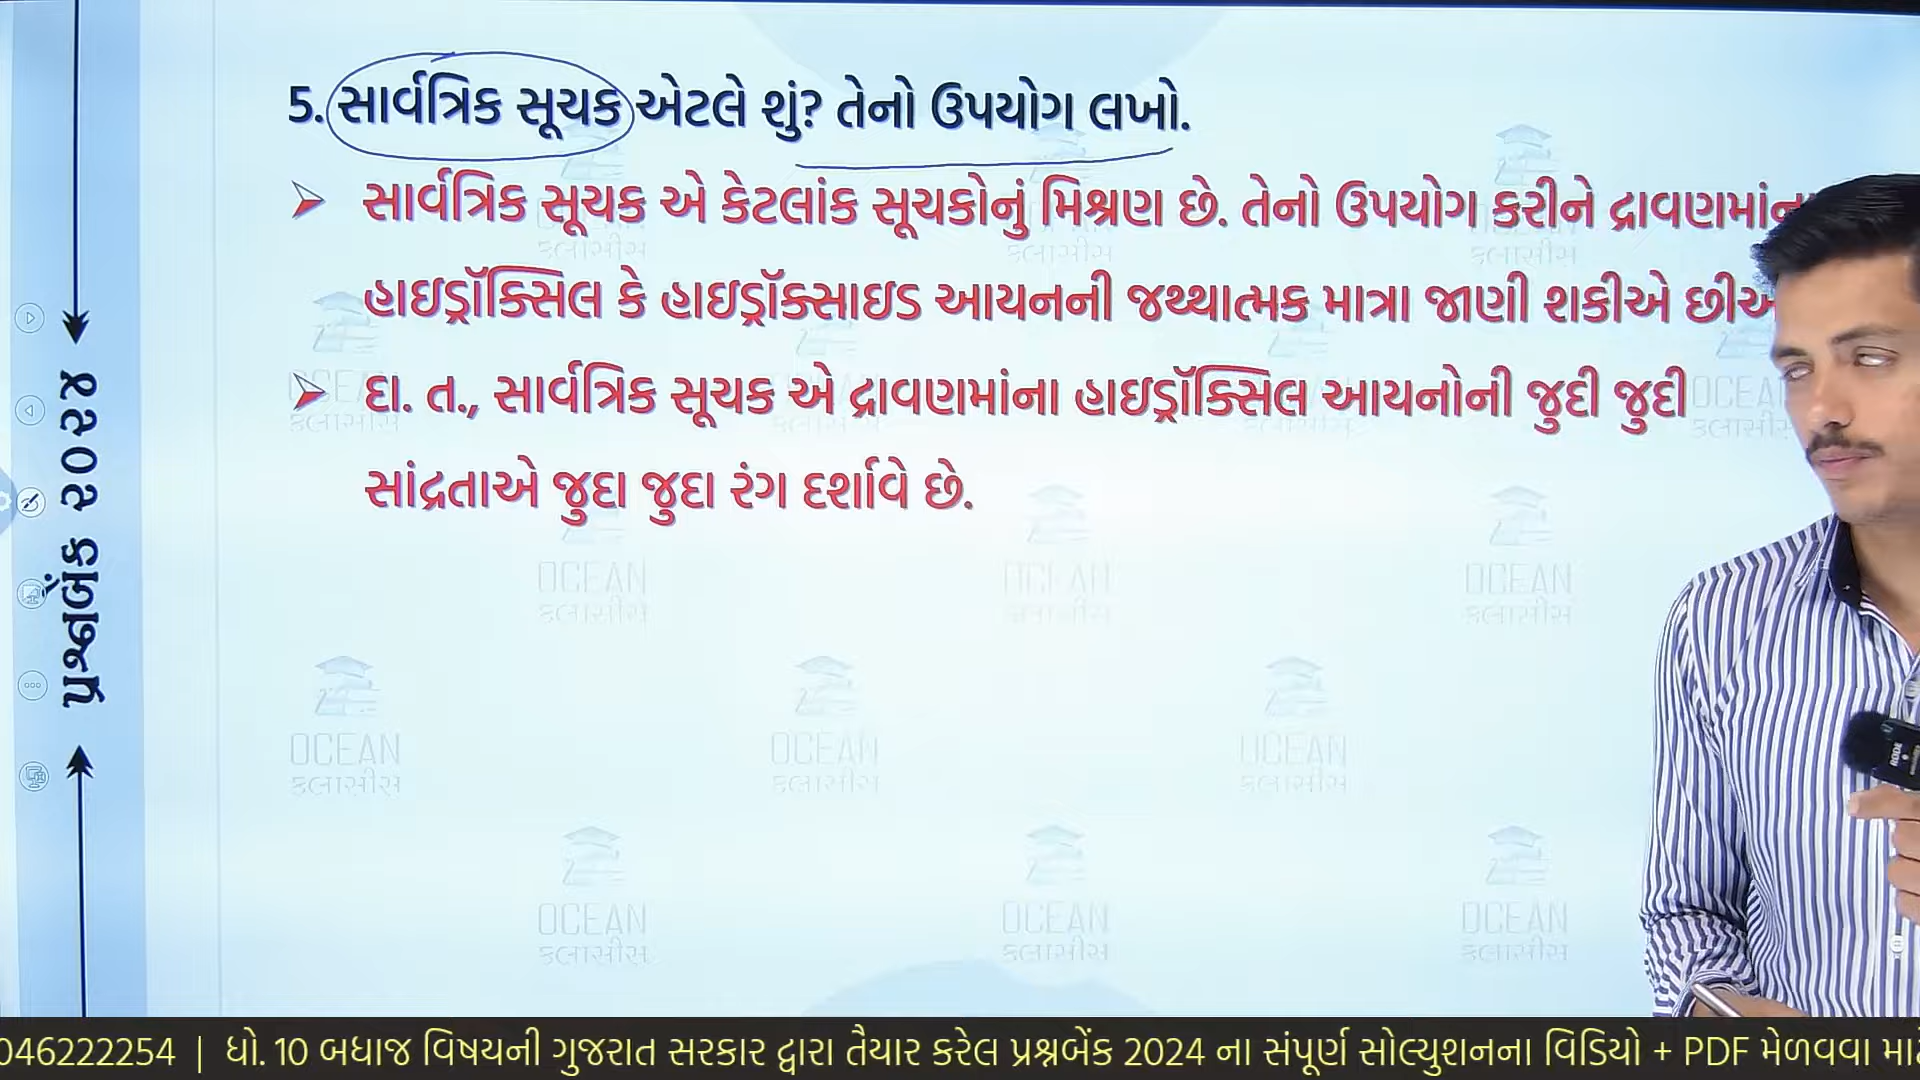 5. સાર્વત્રિક સૂચક એટલે શું? તેનો ઉપયોગ લખો.
સાર્વત્રિક સૂચક એ કેટલાંક સૂચકોનું મિશ્રણ છે. તેનો ઉપયોગ કરીને દ્રાવણમાંના
હાઇડ્રૉક્સિલ કે હાઇડ્રૉક્સાઇડ આયનની જથ્થાત્મક માત્રા જાણી શકીએ છીએ
દા. ત., સાર્વત્રિક સૂચક એ દ્રાવણમાંના હાઇડ્રૉક્સિલ આયનોની જુદી જુદી
સાંદ્રતાએ જુદા જુદા રંગ દર્શાવે છે.
પ્રશ્નબેંક ૨૦૨૪
OCEAN
કલાસીસ
046222254 | ધો. 10 બધાજ વિષયની ગુજરાત સરકાર દ્વારા તૈયાર કરેલ પ્રશ્નબેંક 2024 ના સંપૂર્ણ સોલ્યુશનના વિડિયો + PDF મેળવવા